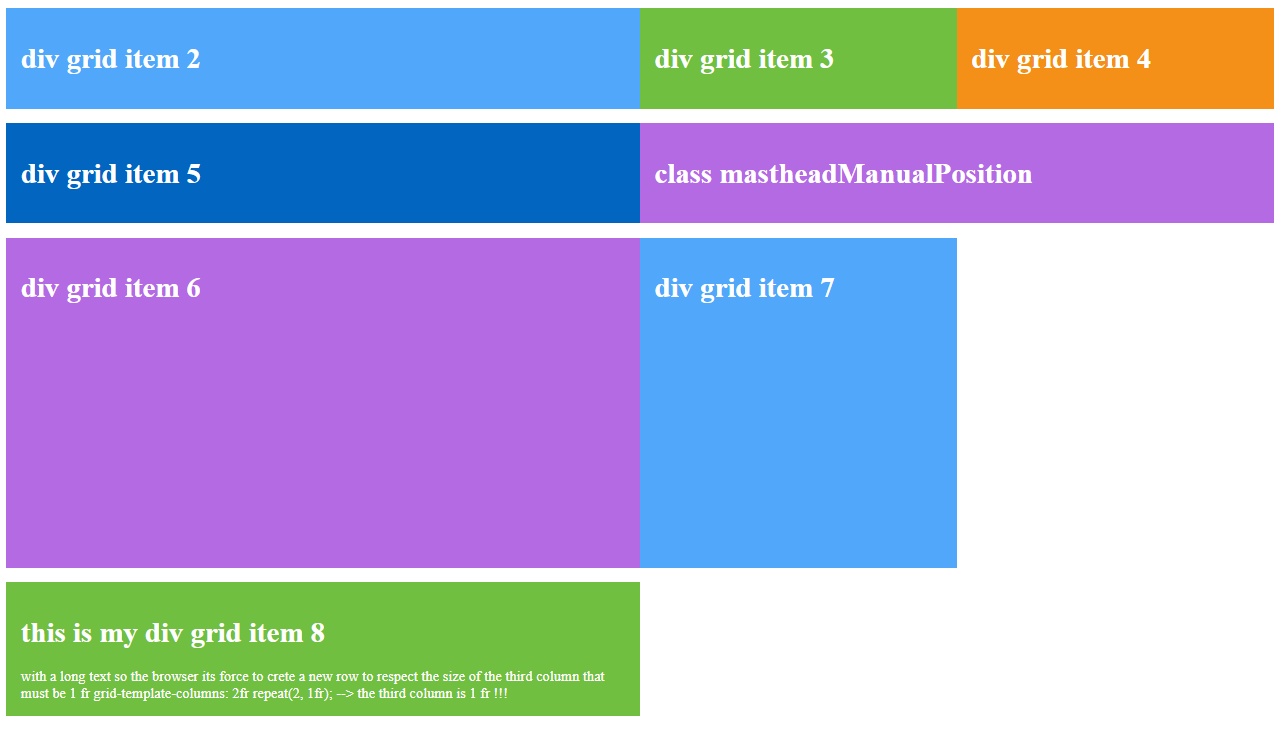 div grid item 2
div grid item 3
div grid item 4
div grid item 5
class mastheadManualPosition
div grid item 6
div grid item 7
this is my div grid item 8
with a long text so the browser its force to crete a new row to respect the size of the third column that
must be 1 fr grid-template-columns: 2fr repeat(2, 1fr); --> the third column is 1 fr !!!